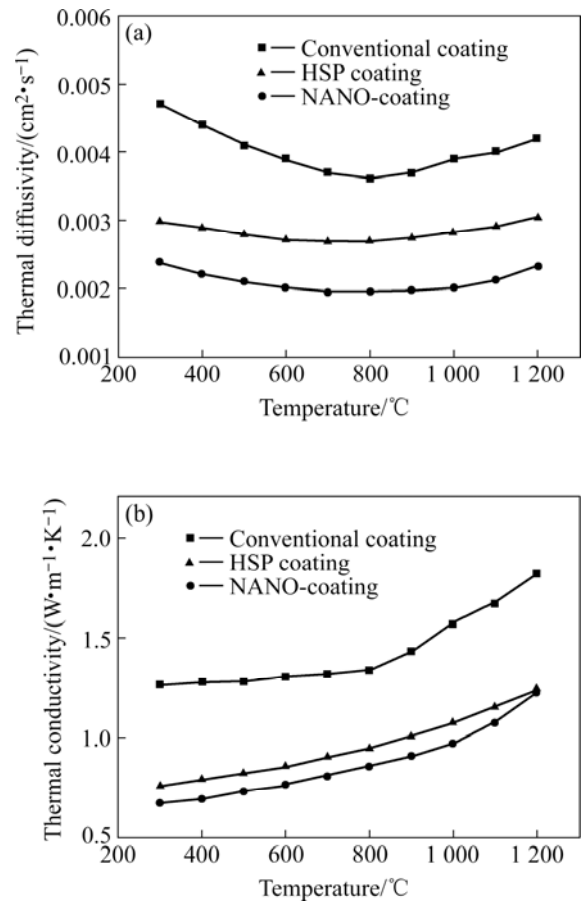 (a)
Conventional coating
HSP coating
NANO-coating
0.006
0.005
0.004
0.003
0.002
0.001
Thermal diffusivity/(cm²•s⁻¹)
200 400 600 800 1 000 1 200
Temperature/℃
(b)
Conventional coating
HSP coating
NANO-coating
2.0
1.5
1.0
0.5
Thermal conductivity/(W•m⁻¹•K⁻¹)
200 400 600 800 1 000 1 200
Temperature/℃